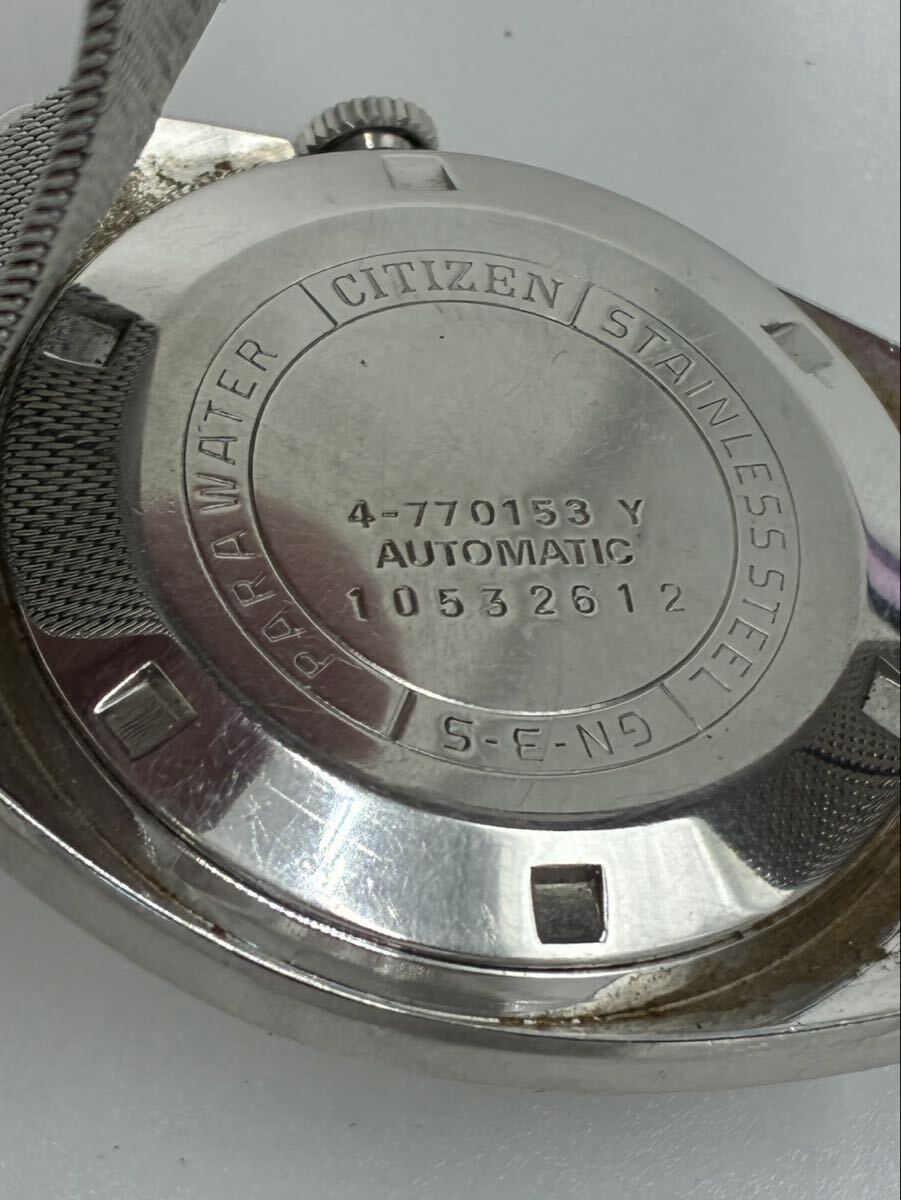 CITIZEN
STAINLESS STEEL
GN-3-S
PARAWATER
4-770153 Y
AUTOMATIC
10532612